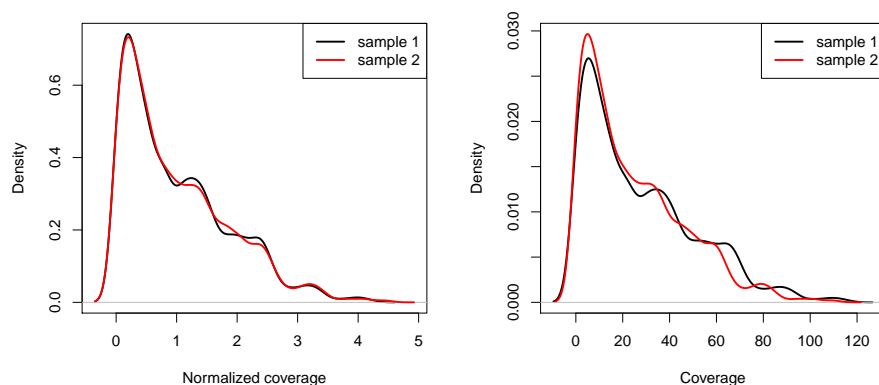 sample 1
sample 2
Density
0.0 0.2 0.4 0.6
0 1 2 3 4 5
Normalized coverage
sample 1
sample 2
Density
0.000 0.010 0.020 0.030
0 20 40 60 80 100 120
Coverage